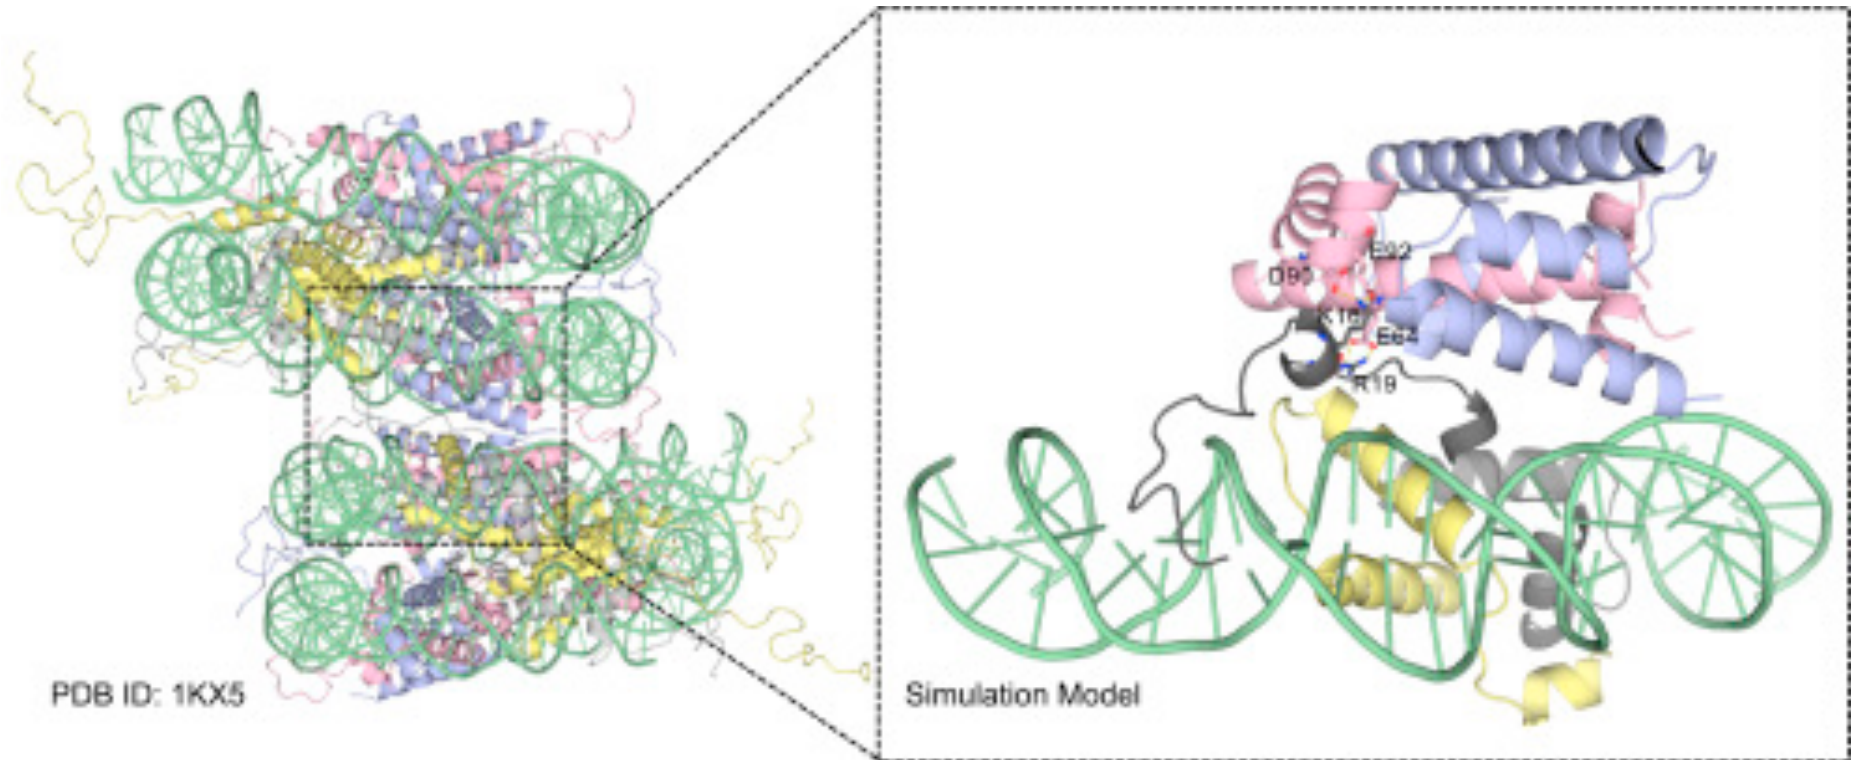 E92
D90
K16
E64
R19
PDB ID: 1KX5
Simulation Model